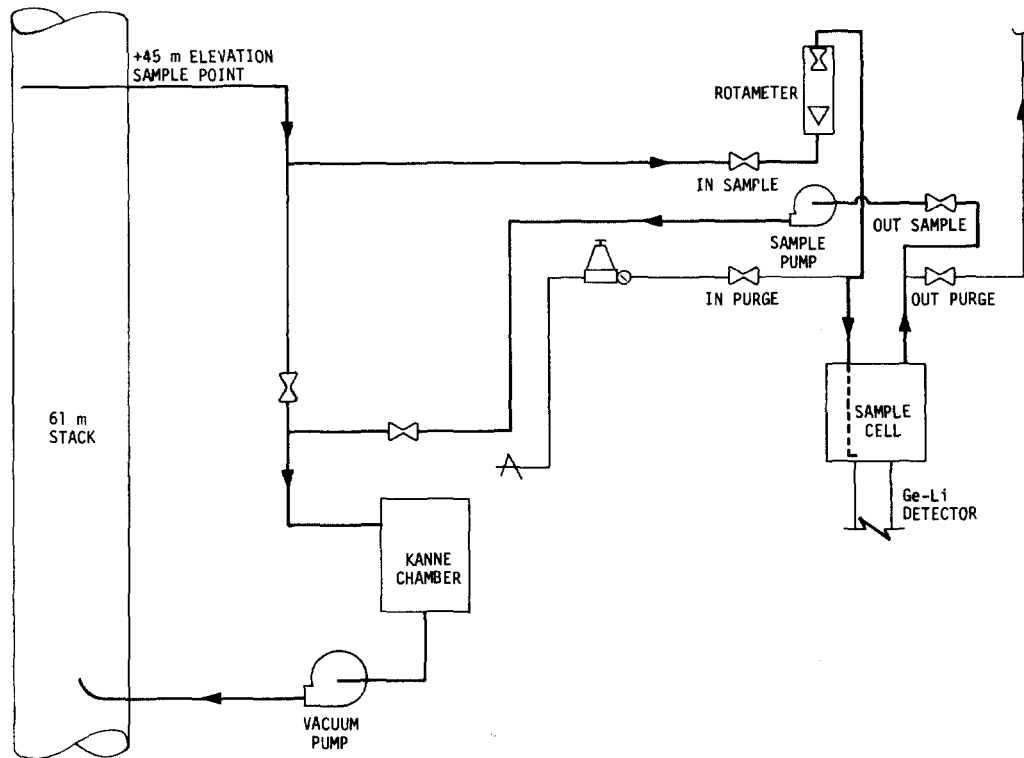 +45 m ELEVATION
SAMPLE POINT
ROTAMETER
IN SAMPLE
OUT SAMPLE
SAMPLE
PUMP
IN PURGE
OUT PURGE
61 m
STACK
SAMPLE
CELL
Ge-Li
DETECTOR
KANNE
CHAMBER
VACUUM
PUMP